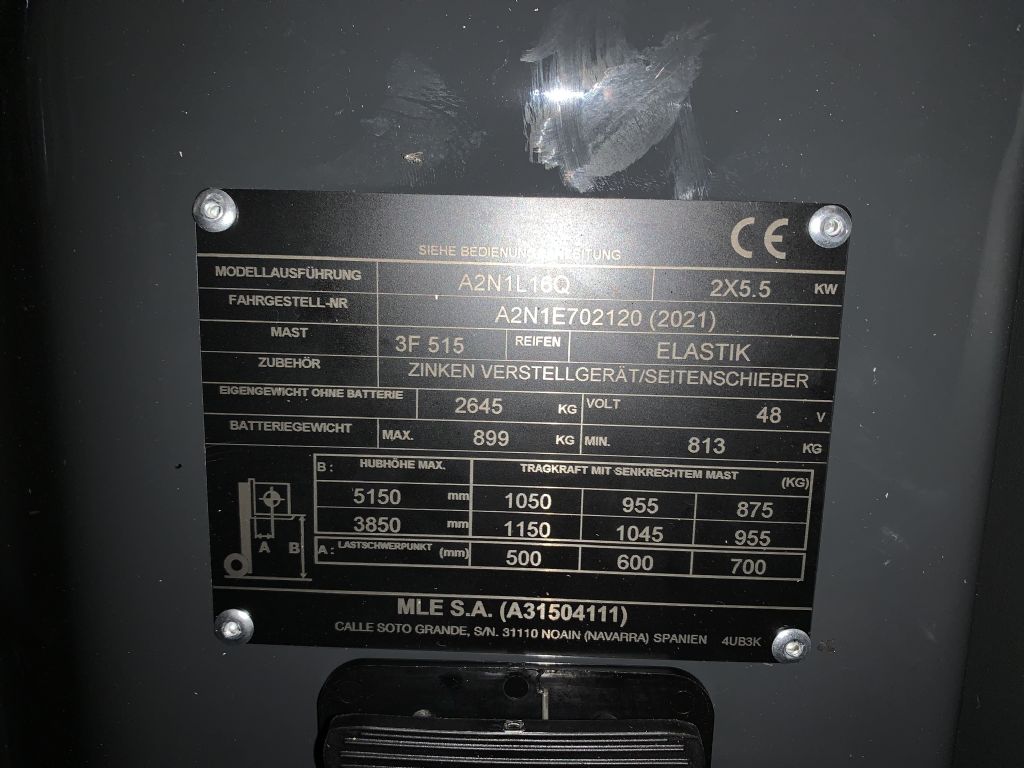 CE
SIEHE BEDIENUNGSANLEITUNG
MODELLAUSFÜHRUNG A2N1L16Q 2X5.5 KW
FAHRGESTELL-NR A2N1E702120 (2021)
MAST 3F 515 REIFEN ELASTIK
ZUBEHÖR ZINKEN VERSTELLGERÄT/SEITENSCHIEBER
EIGENGEWICHT OHNE BATTERIE 2645 KG VOLT 48 V
BATTERIEGEWICHT MAX. 899 KG MIN. 813 KG
B : HUBHÖHE MAX. TRAGKRAFT MIT SENKRECHTEM MAST (KG)
5150 mm 1050 955 875
3850 mm 1150 1045 955
A : LASTSCHWERPUNKT (mm) 500 600 700
A B
MLE S.A. (A31504111)
CALLE SOTO GRANDE, S/N. 31110 NOAIN (NAVARRA) SPANIEN 4UB3K